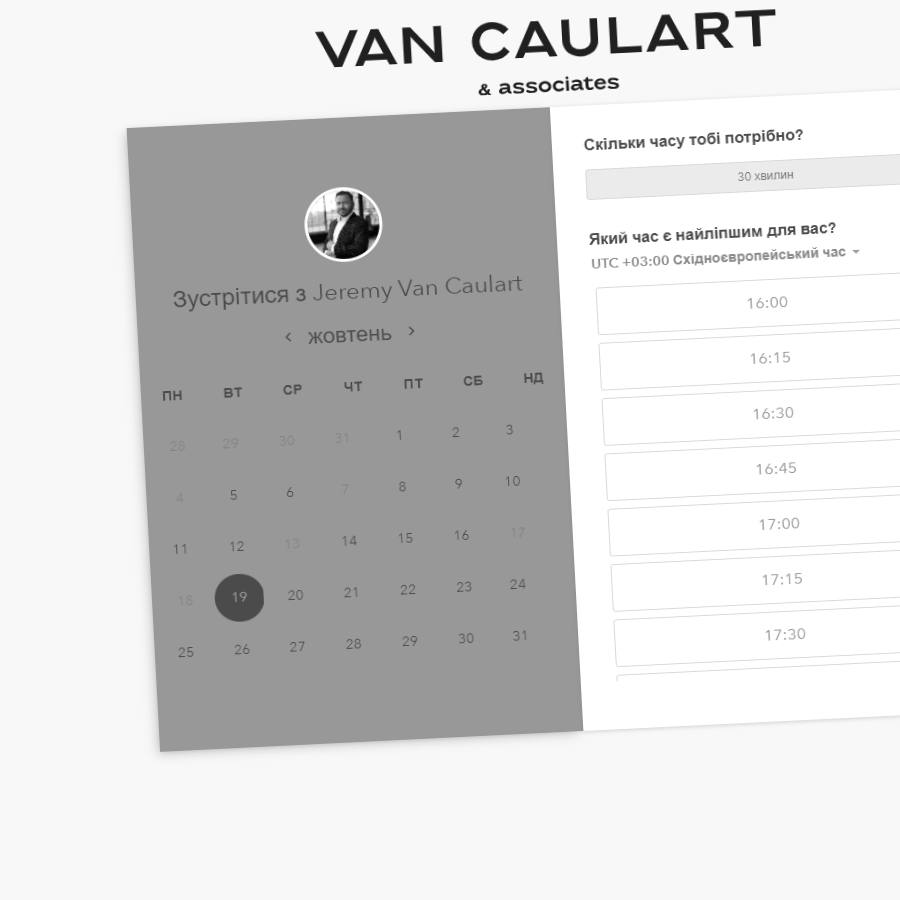 VAN CAULART
& associates
Зустрітися з Jeremy Van Caulart
жовтень
ПН ВТ СР ЧТ ПТ СБ НД
28 29 30 31 1 2 3
4 5 6 7 8 9 10
11 12 13 14 15 16 17
18 19 20 21 22 23 24
25 26 27 28 29 30 31
Скільки часу тобі потрібно?
30 хвилин
Який час є найліпшим для вас?
UTC +03:00 Східноєвропейський час
16:00
16:15
16:30
16:45
17:00
17:15
17:30